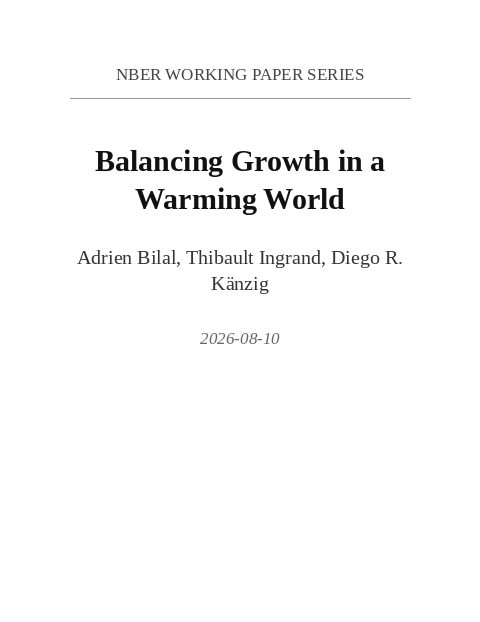 NBER WORKING PAPER SERIES
Balancing Growth in a
Warming World
Adrien Bilal, Thibault Ingrand, Diego R.
Känzig
2026-08-10